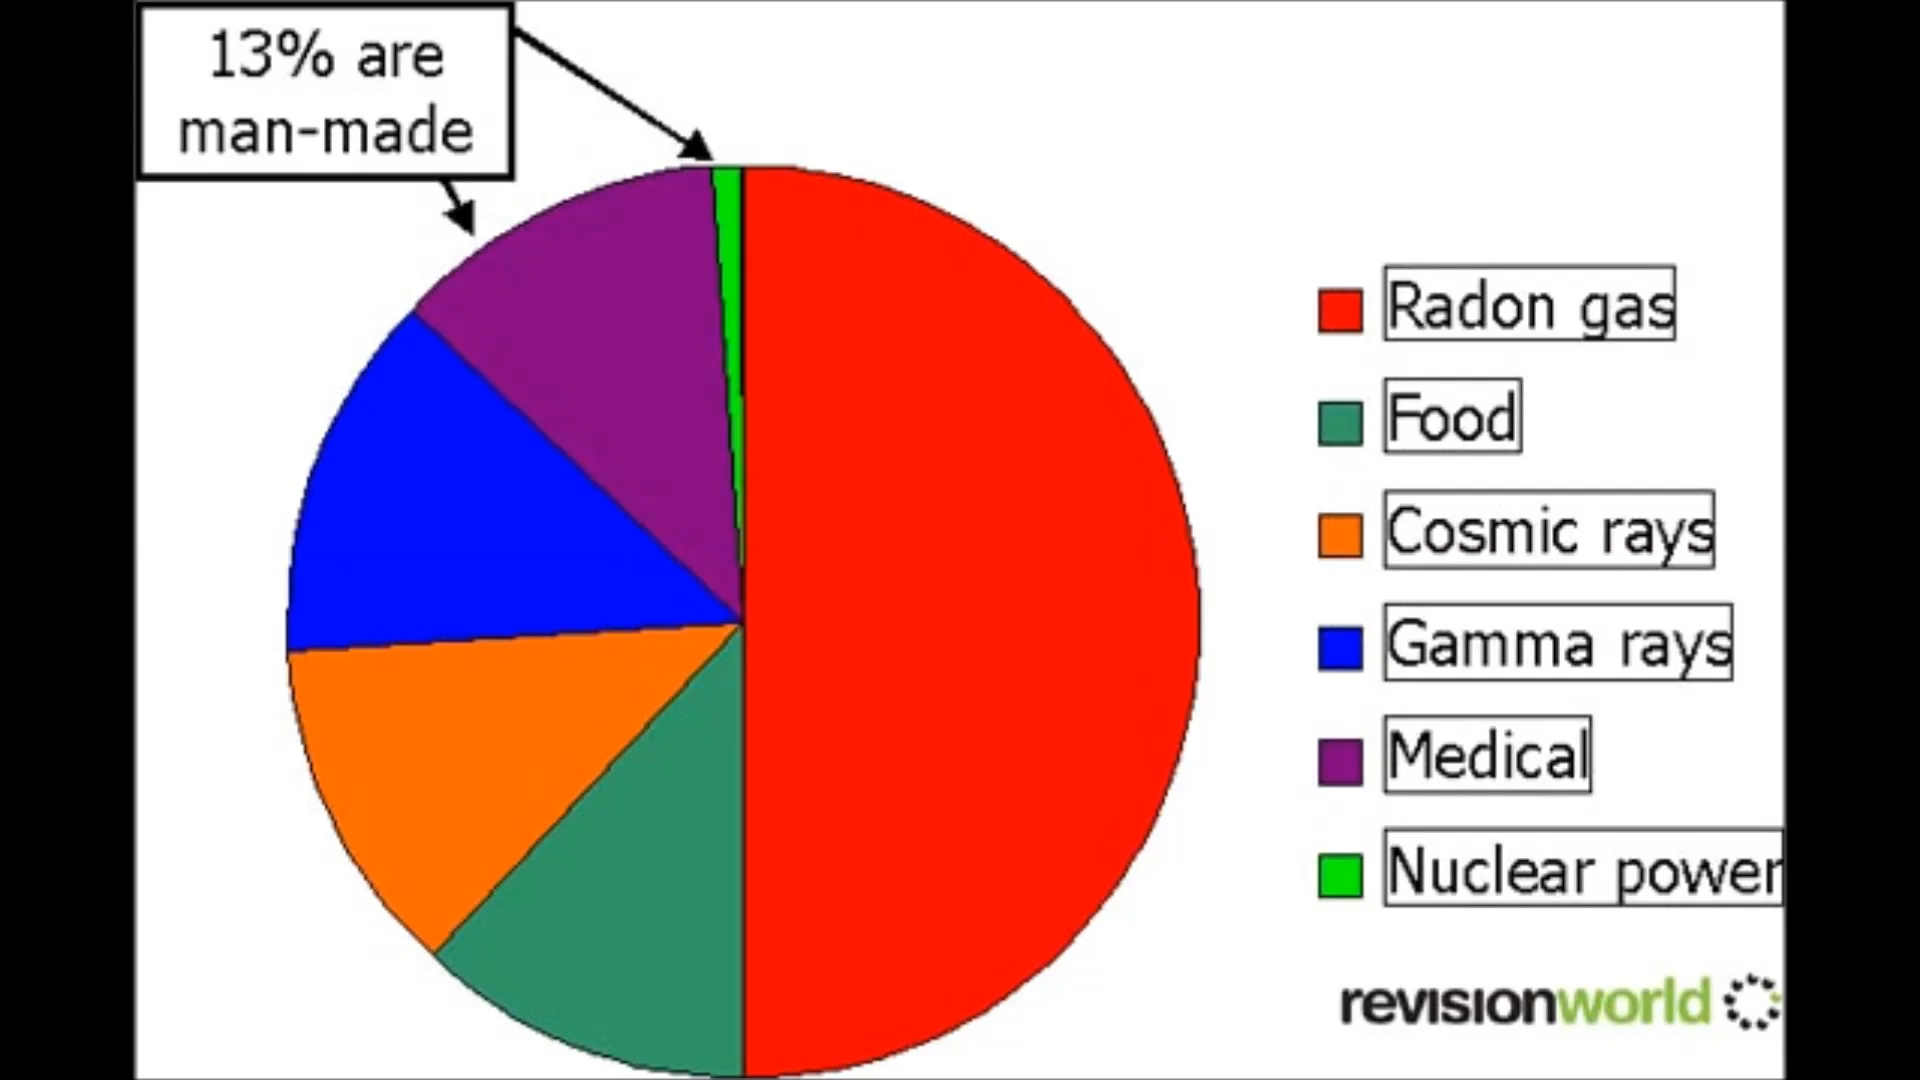 13% are
man-made
Radon gas
Food
Cosmic rays
Gamma rays
Medical
Nuclear power
revisionworld